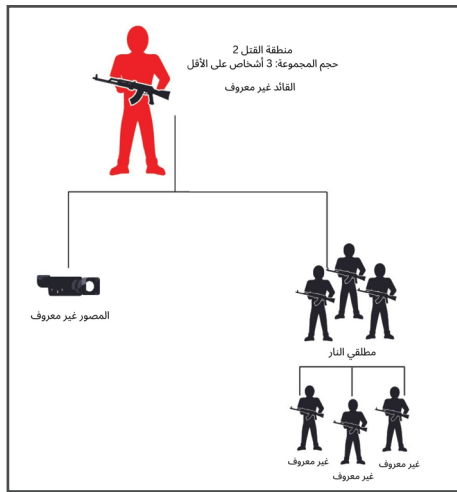 منطقة القتل 2
حجم المجموعة: 3 أشخاص على الأقل
القائد غير معروف
المصور غير معروف
مطلقي النار
غير معروف
غير معروف
غير معروف